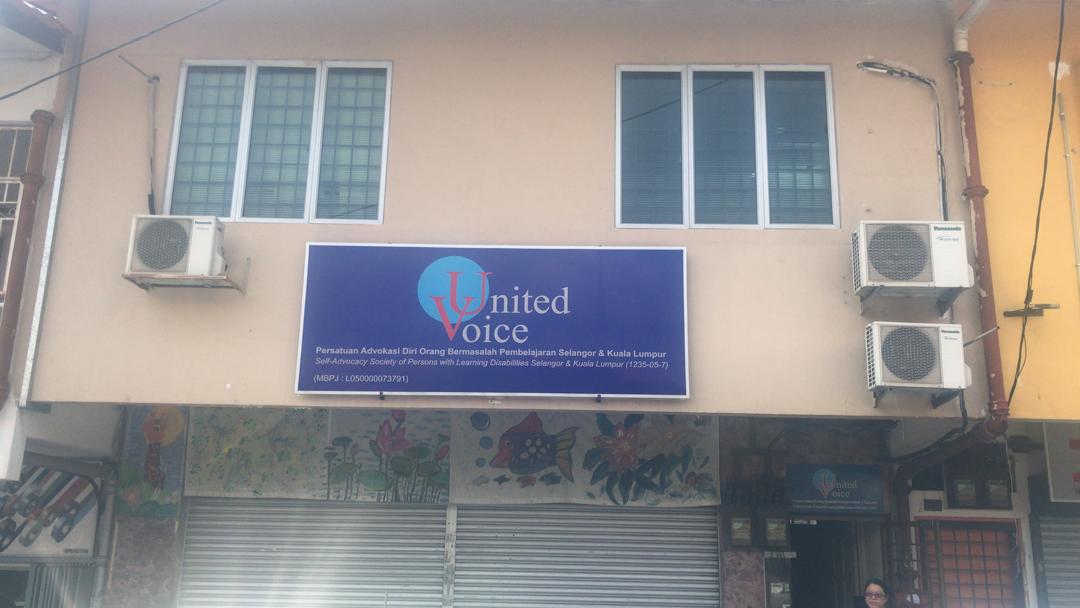 United
Voice
Persatuan Advokasi Diri Orang Bermasalah Pembelajaran Selangor & Kuala Lumpur
Self-Advocacy Society of Persons with Learning Disabilities Selangor & Kuala Lumpur (1235-05-7)
(MBPJ : L050000073791)
Panasonic
Panasonic
Panasonic
United
Voice